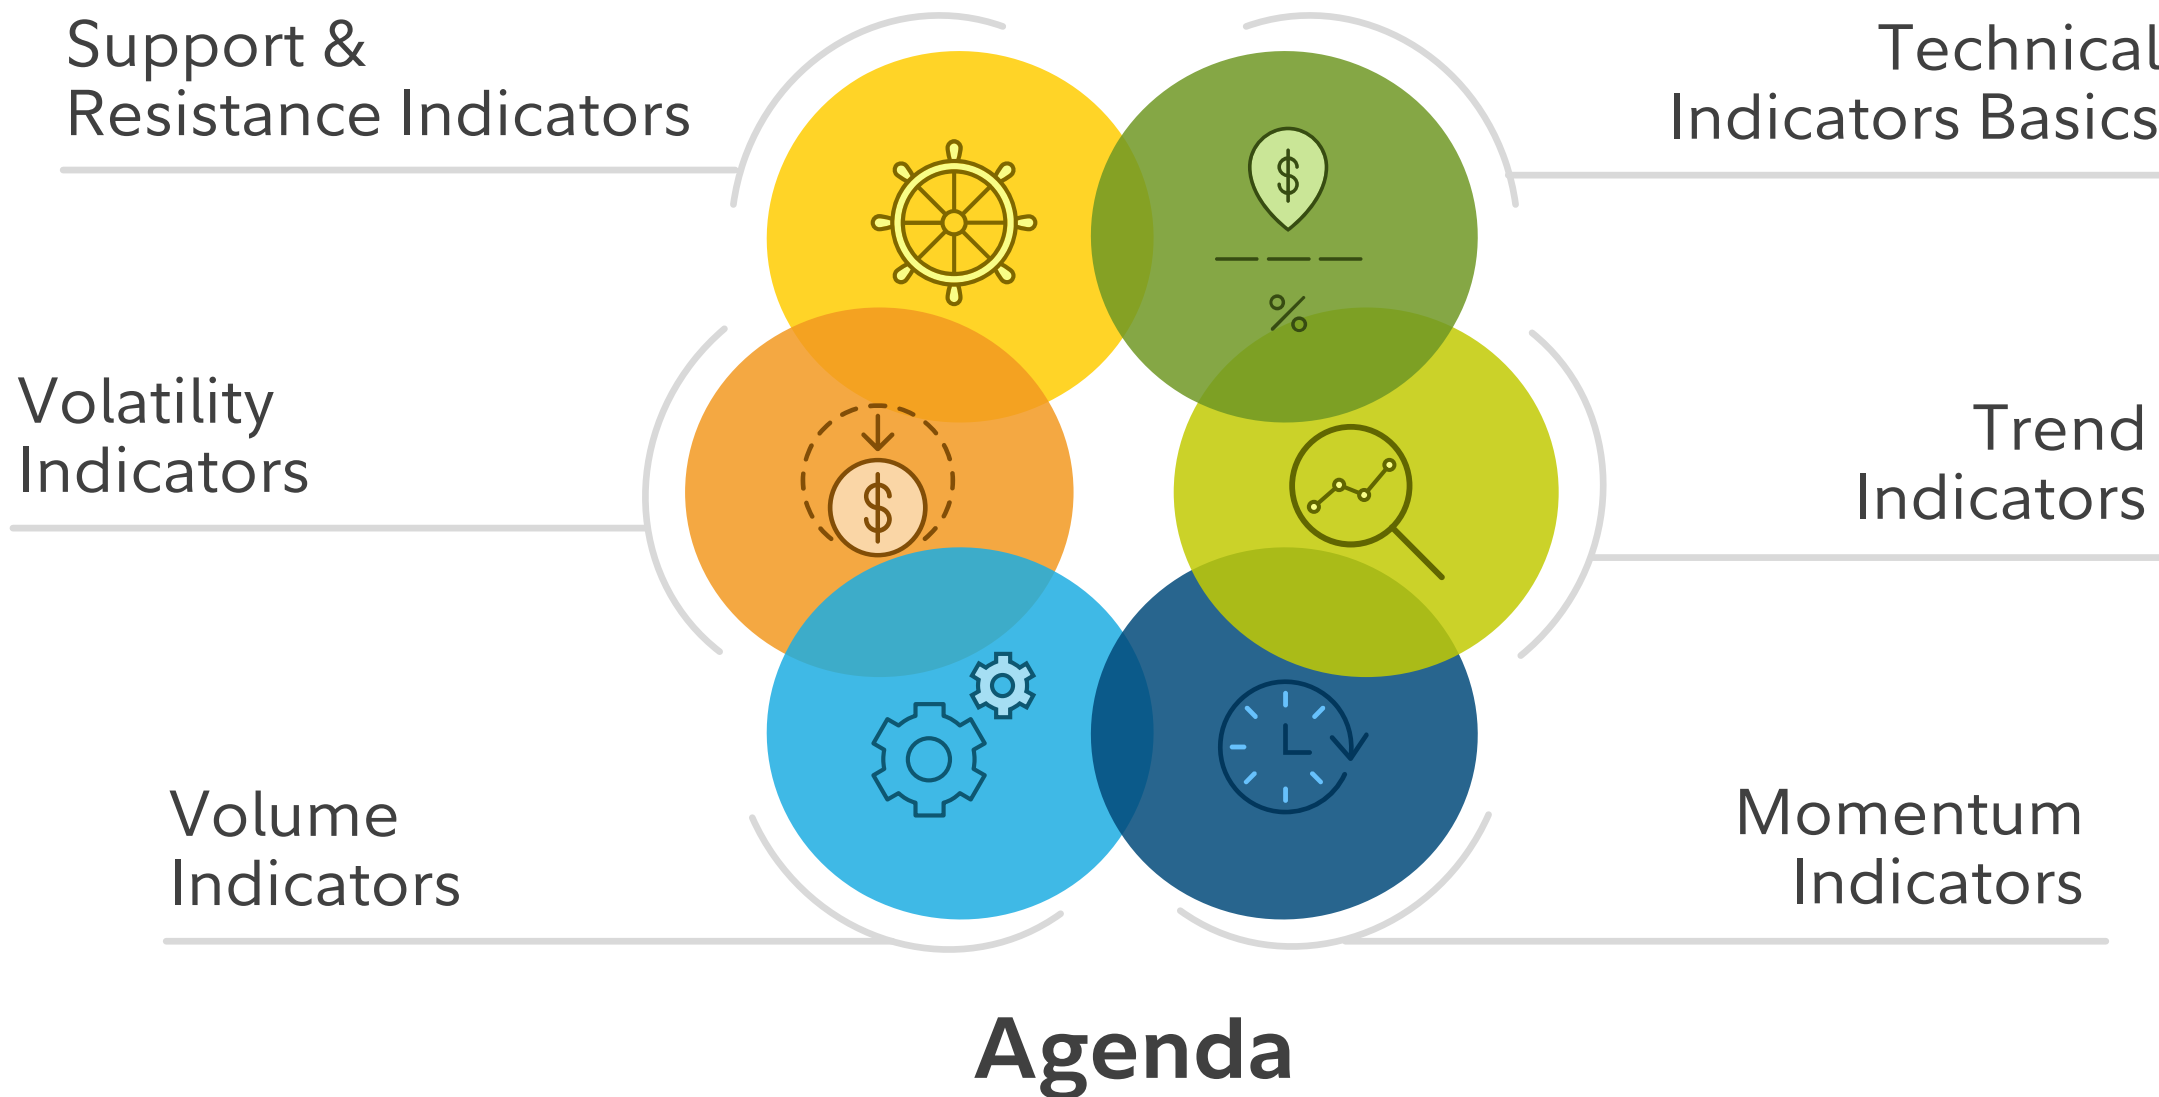 Support &
Resistance Indicators
Technical
Indicators Basics
$
%
Volatility
Indicators
$
Trend
Indicators
Volume
Indicators
Momentum
Indicators
Agenda